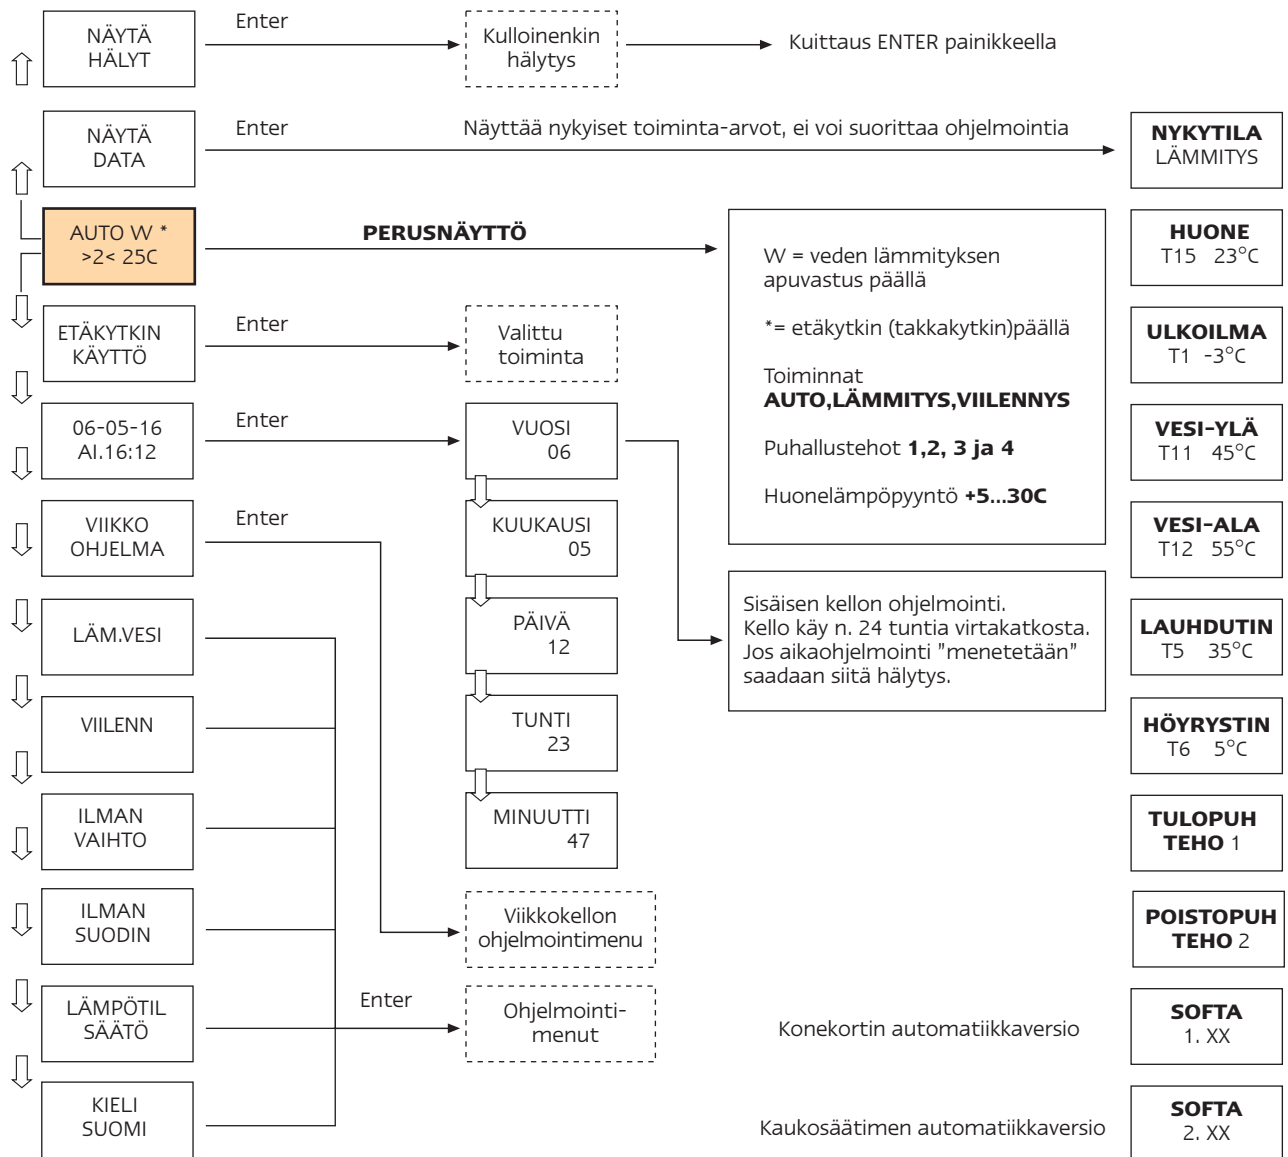 NÄYTÄ
HÄLYT
Enter
Kulloinenkin
hälytys
Kuittaus ENTER painikkeella
NÄYTÄ
DATA
Enter
Näyttää nykyiset toiminta-arvot, ei voi suorittaa ohjelmointia
NYKYTILA
LÄMMITYS
AUTO W *
>2< 25C
PERUSNÄYTTÖ
W = veden lämmityksen
apuvastus päällä
*= etäkytkin (takkakytkin)päällä
Toiminnat
AUTO,LÄMMITYS,VIILENNYS
Puhallustehot 1,2, 3 ja 4
Huonelämpöpyyntö +5...30C
HUONE
T15 23°C
ETÄKYTKIN
KÄYTTÖ
Enter
Valittu
toiminta
ULKOILMA
T1 -3°C
06-05-16
AI.16:12
Enter
VUOSI
06
KUUKAUSI
05
PÄIVÄ
12
TUNTI
23
MINUUTTI
47
Sisäisen kellon ohjelmointi.
Kello käy n. 24 tuntia virtakatkosta.
Jos aikaohjelmointi "menetetään"
saadaan siitä hälytys.
VESI-YLÄ
T11 45°C
VIIKKO
OHJELMA
Enter
Viikkokellon
ohjelmointimenu
VESI-ALA
T12 55°C
LÄM.VESI
LAUHDUTIN
T5 35°C
VIILENN
HÖYRYSTIN
T6 5°C
ILMAN
VAIHTO
TULOPUH
TEHO 1
ILMAN
SUODIN
POISTOPUH
TEHO 2
LÄMPÖTIL
SÄÄTÖ
Enter
Ohjelmointi-
menut
Konekortin automatiikkaversio
SOFTA
1. XX
KIELI
SUOMI
Kaukosäätimen automatiikkaversio
SOFTA
2. XX